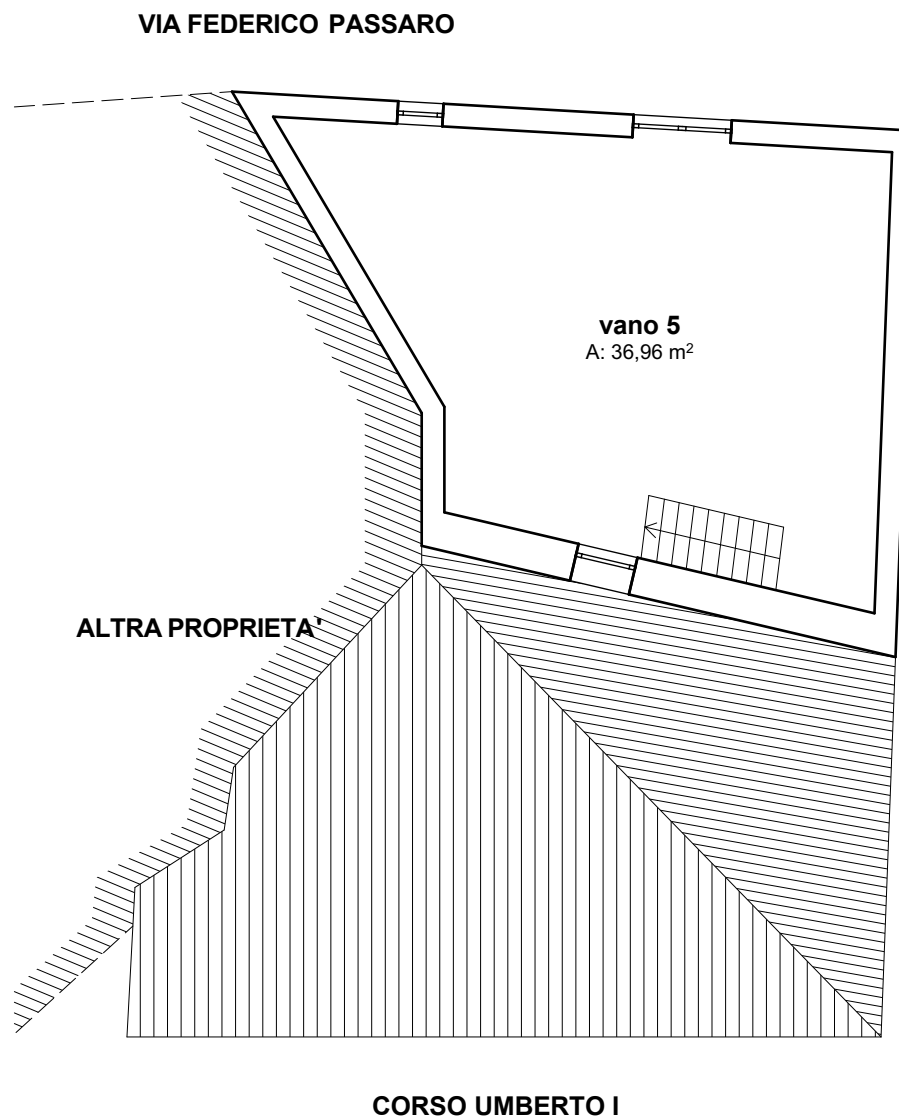 VIA FEDERICO PASSARO
vano 5
A: 36,96 m²
ALTRA PROPRIETA'
CORSO UMBERTO I